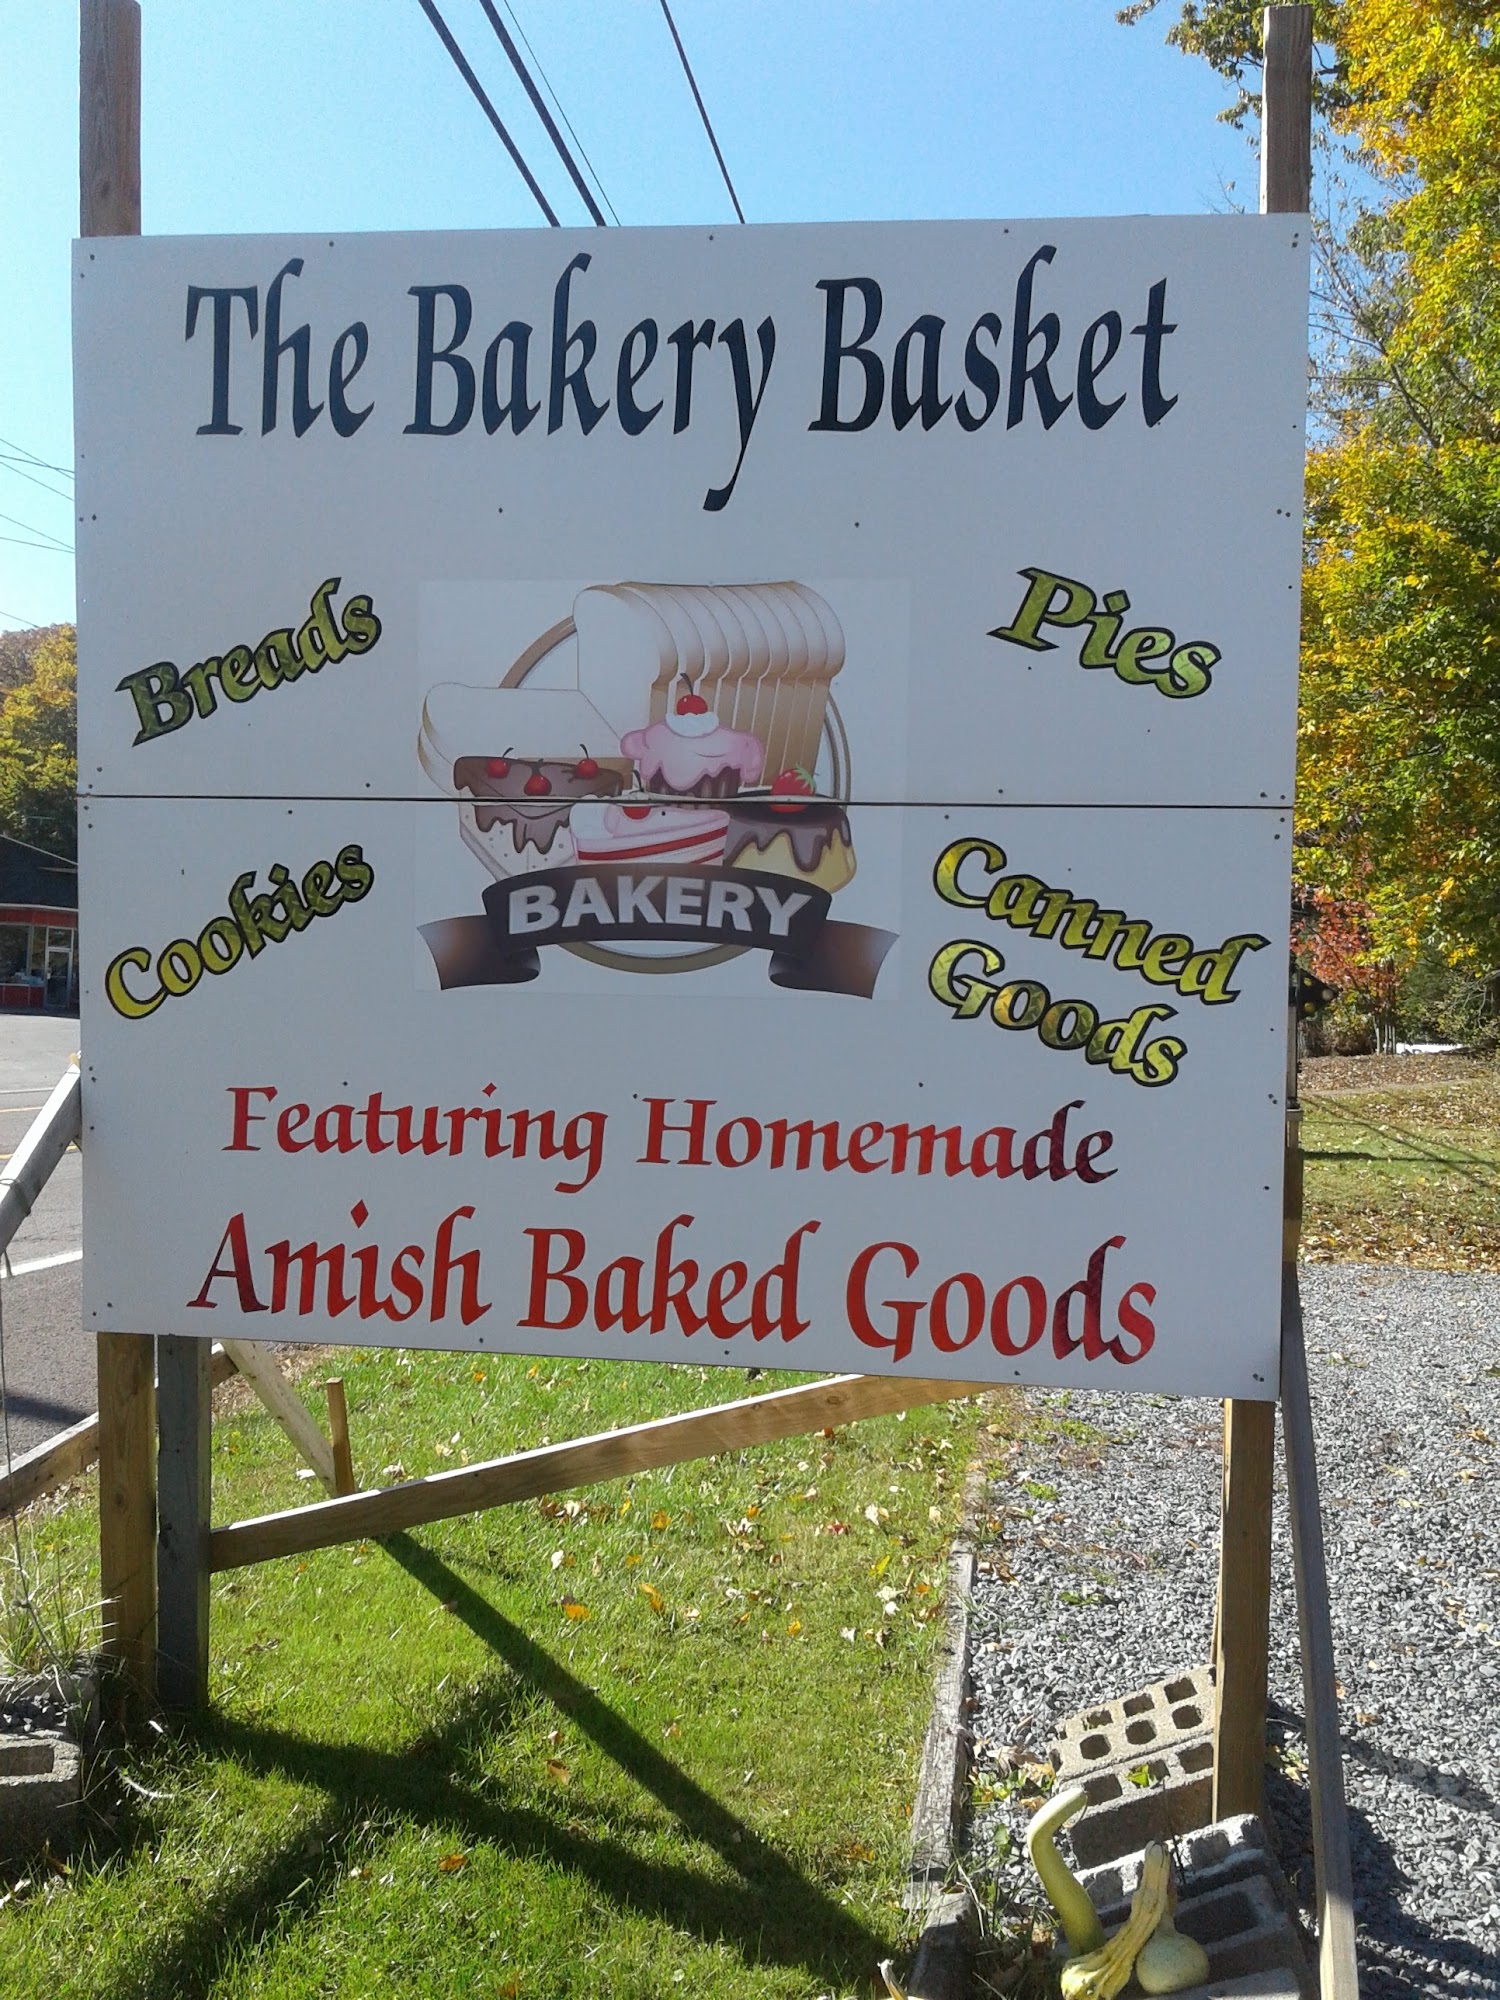 The Bakery Basket
Breads
Pies
Cookies
Canned
Goods
BAKERY
Featuring Homemade
Amish Baked Goods